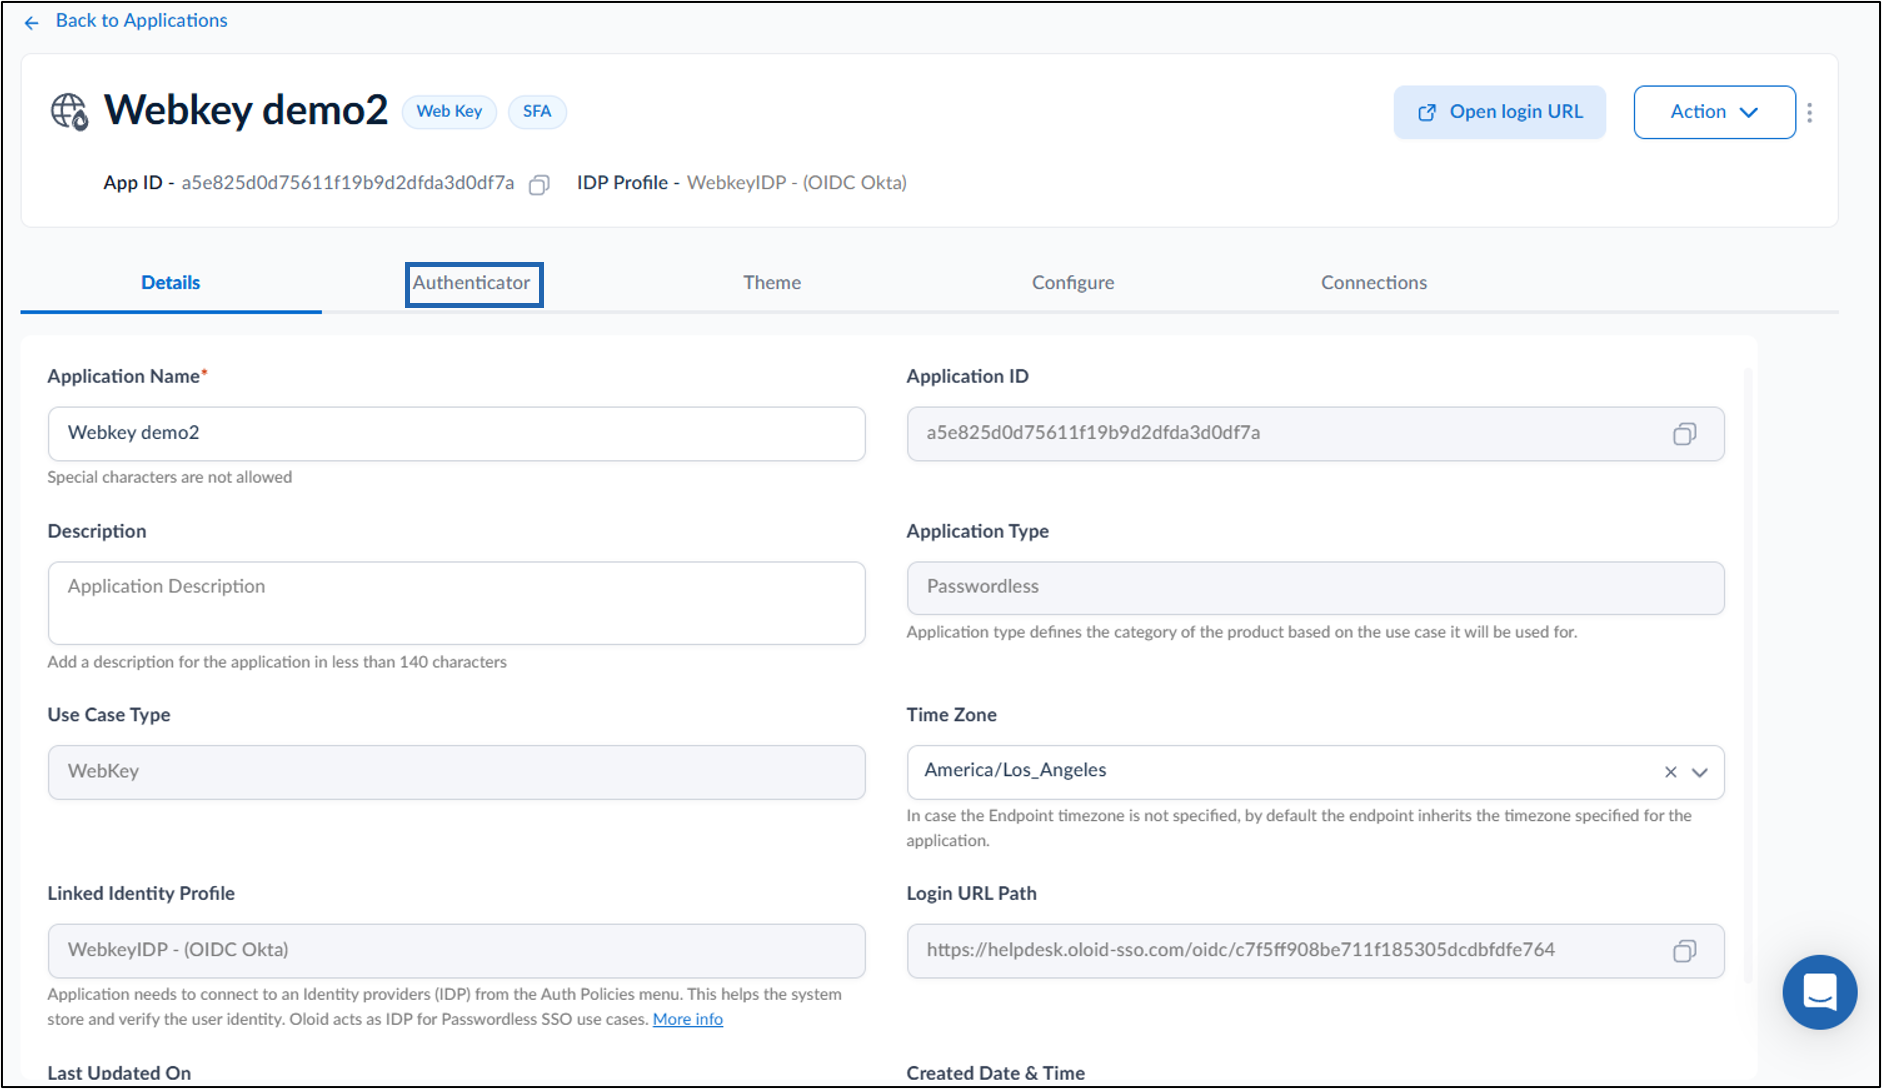 Back to Applications
Webkey demo2
Web Key
SFA
Open login URL
Action
App ID - a5e825d0d75611f19b9d2dfda3d0df7a
IDP Profile - WebkeyIDP - (OIDC Okta)
Details
Authenticator
Theme
Configure
Connections
Application Name*
Webkey demo2
Special characters are not allowed
Application ID
a5e825d0d75611f19b9d2dfda3d0df7a
Description
Application Description
Add a description for the application in less than 140 characters
Application Type
Passwordless
Application type defines the category of the product based on the use case it will be used for.
Use Case Type
WebKey
Time Zone
America/Los_Angeles
In case the Endpoint timezone is not specified, by default the endpoint inherits the timezone specified for the
application.
Linked Identity Profile
WebkeyIDP - (OIDC Okta)
Application needs to connect to an Identity providers (IDP) from the Auth Policies menu. This helps the system
store and verify the user identity. Oloid acts as IDP for Passwordless SSO use cases. More info
Login URL Path
https://helpdesk.oloid-sso.com/oidc/c7f5ff908be711f185305dcdbfdfe764
Last Updated On
Created Date & Time